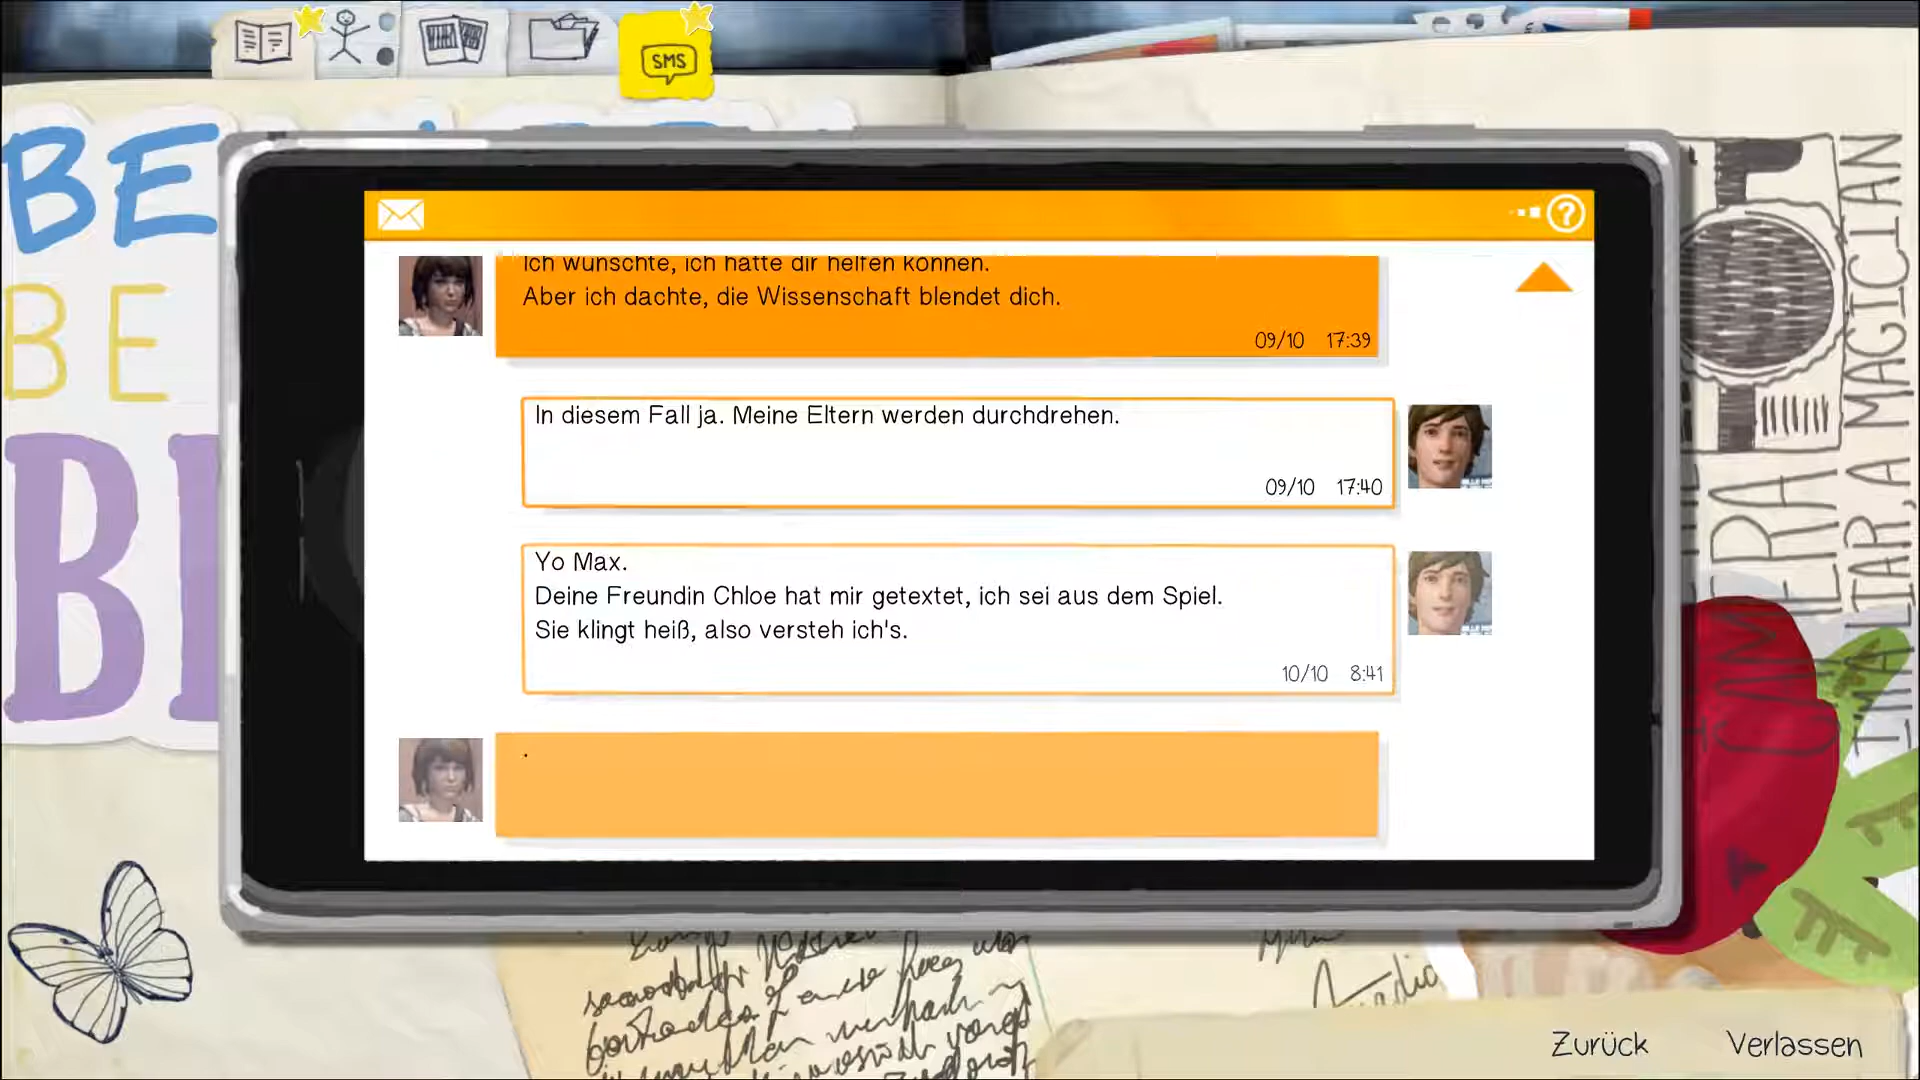 SMS
BE
BE
Ich wünschte, ich hätte dir helfen können.
Aber ich dachte, die Wissenschaft blendet dich.
09/10 17:39
In diesem Fall ja. Meine Eltern werden durchdrehen.
09/10 17:40
Yo Max.
Deine Freundin Chloe hat mir getextet, ich sei aus dem Spiel.
Sie klingt heiß, also versteh ich's.
10/10 8:41
.
LIAR, A MAGICIAN
Zurück Verlassen